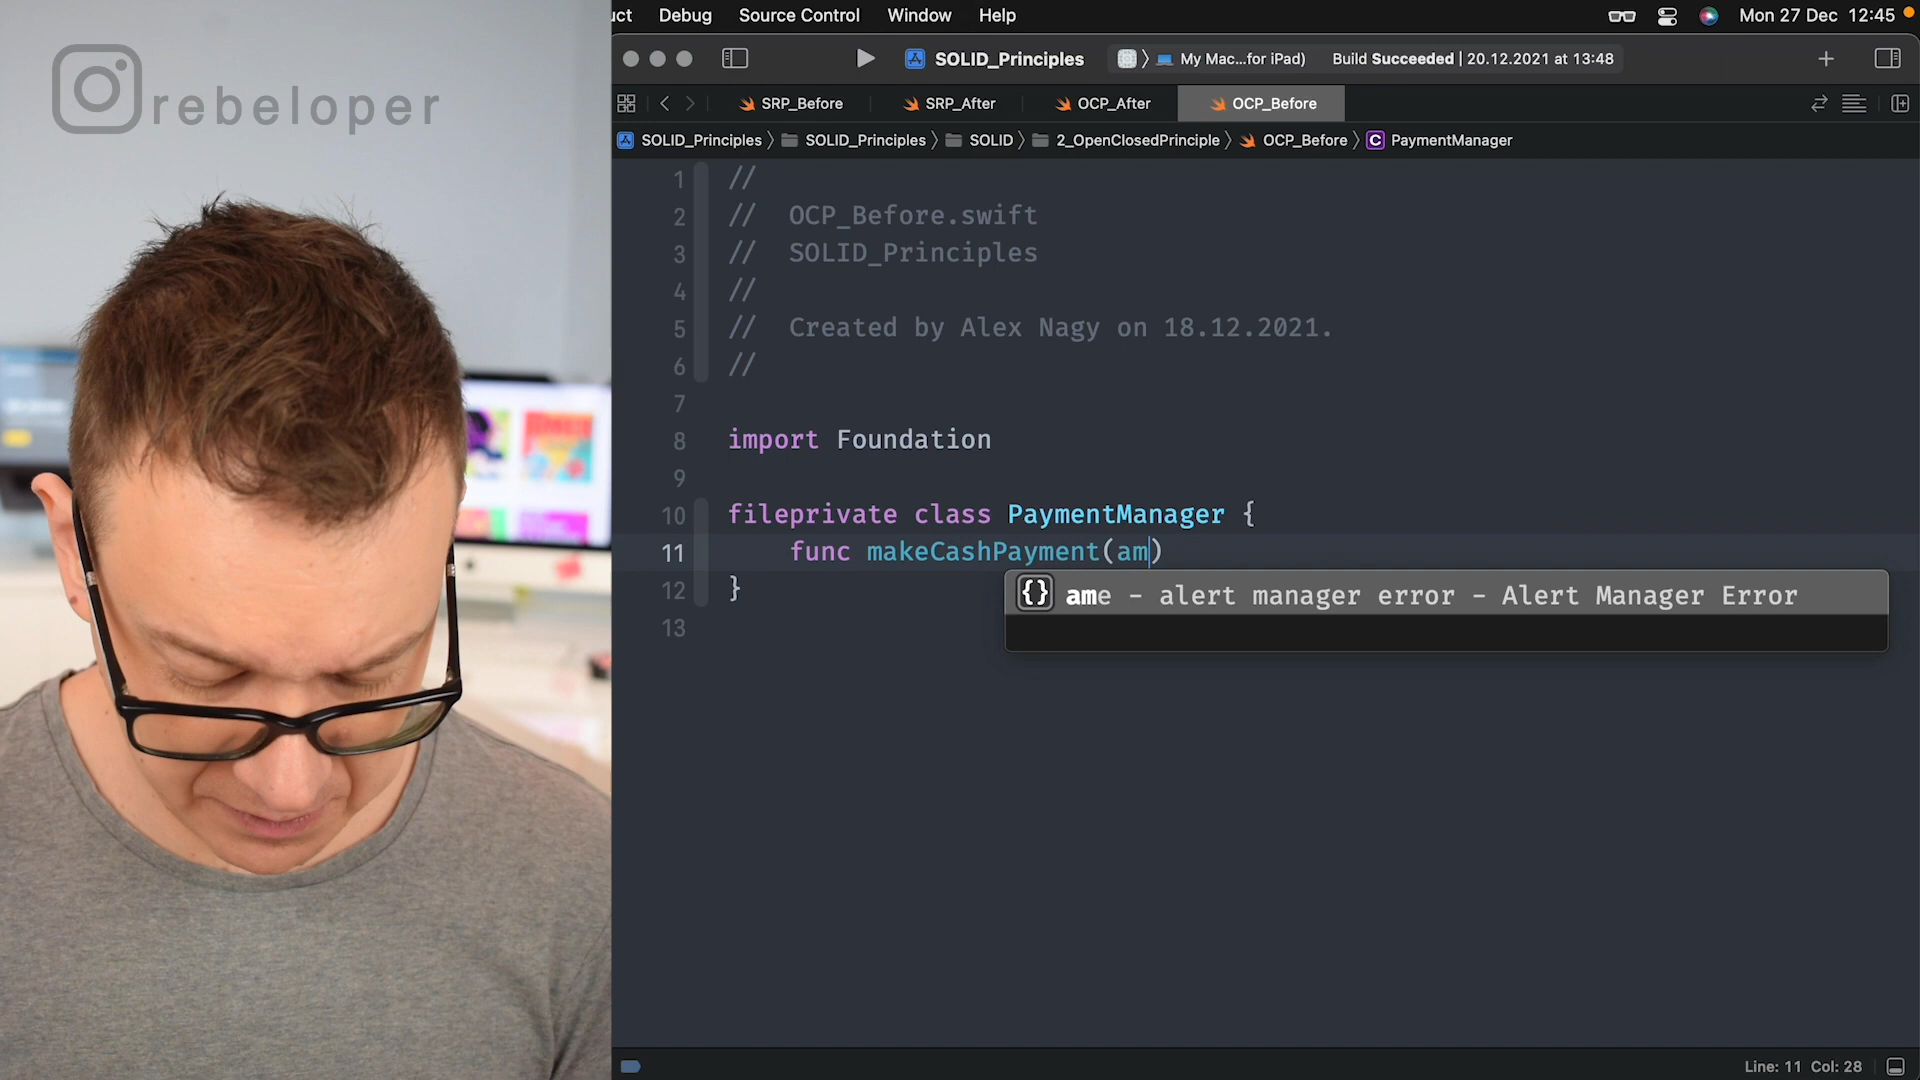 rebeloper
uct Debug Source Control Window Help Mon 27 Dec 12:45
SOLID_Principles My Mac...for iPad) Build Succeeded | 20.12.2021 at 13:48
SRP_Before SRP_After OCP_After OCP_Before
SOLID_Principles SOLID_Principles SOLID 2_OpenClosedPrinciple OCP_Before C PaymentManager
1 //
2 // OCP_Before.swift
3 // SOLID_Principles
4 //
5 // Created by Alex Nagy on 18.12.2021.
6 //
7
8 import Foundation
9
10 fileprivate class PaymentManager {
11 func makeCashPayment(am)
{} ame - alert manager error - Alert Manager Error
12 }
13
Line: 11 Col: 28